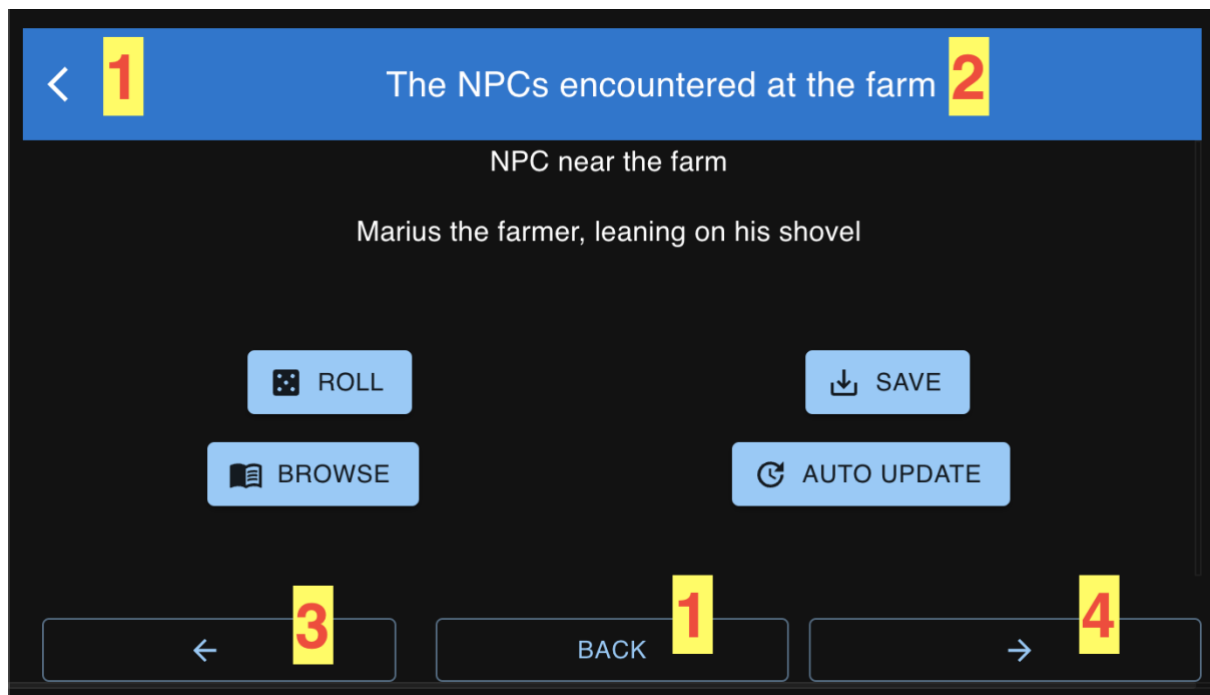 1 The NPCs encountered at the farm 2
NPC near the farm
Marius the farmer, leaning on his shovel
ROLL SAVE
BROWSE AUTO UPDATE
3 BACK 1 4